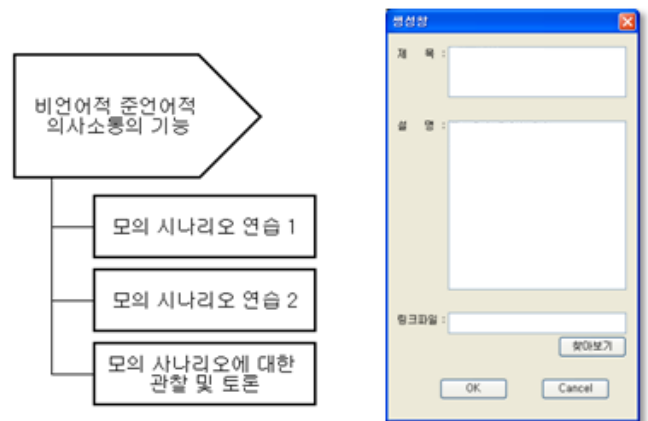 비언어적 준언어적
의사소통의 기능
모의 시나리오 연습 1
모의 시나리오 연습 2
모의 사나리오에 대한
관찰 및 토론
생성창
제 목 :
설 명 :
링크파일 :
찾아보기
OK Cancel